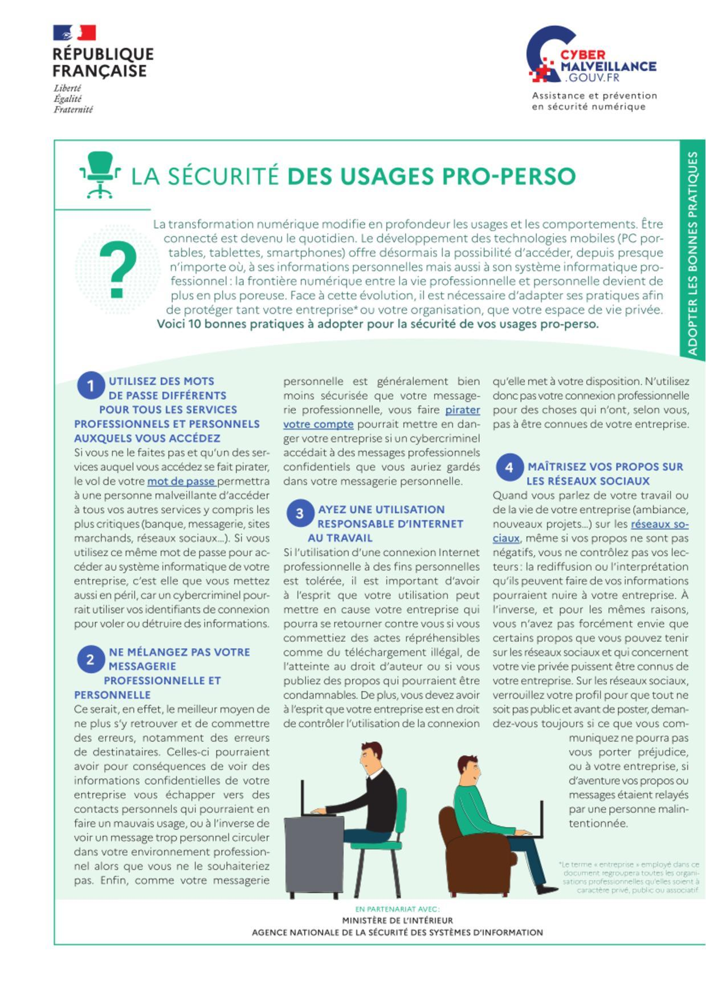 RÉPUBLIQUE
FRANÇAISE
Liberté
Égalité
Fraternité
CYBER
MALVEILLANCE
.GOUV.FR
Assistance et prévention
en sécurité numérique
LA SÉCURITÉ DES USAGES PRO-PERSO
ADOPTER LES BONNES PRATIQUES
?
La transformation numérique modifie en profondeur les usages et les comportements. Être
connecté est devenu le quotidien. Le développement des technologies mobiles (PC por-
tables, tablettes, smartphones) offre désormais la possibilité d'accéder, depuis presque
n'importe où, à ses informations personnelles mais aussi à son système informatique pro-
fessionnel : la frontière numérique entre la vie professionnelle et personnelle devient de
plus en plus poreuse. Face à cette évolution, il est nécessaire d'adapter ses pratiques afin
de protéger tant votre entreprise* ou votre organisation, que votre espace de vie privée.
Voici 10 bonnes pratiques à adopter pour la sécurité de vos usages pro-perso.
1 UTILISEZ DES MOTS
DE PASSE DIFFÉRENTS
POUR TOUS LES SERVICES
PROFESSIONNELS ET PERSONNELS
AUXQUELS VOUS ACCÉDEZ
Si vous ne le faites pas et qu'un des ser-
vices auquel vous accédez se fait pirater,
le vol de votre mot de passe permettra
à une personne malveillante d'accéder
à tous vos autres services y compris les
plus critiques (banque, messagerie, sites
marchands, réseaux sociaux...). Si vous
utilisez ce même mot de passe pour ac-
céder au système informatique de votre
entreprise, c'est elle que vous mettez
aussi en péril, car un cybercriminel pour-
rait utiliser vos identifiants de connexion
pour voler ou détruire des informations.
2 NE MÉLANGEZ PAS VOTRE
MESSAGERIE
PROFESSIONNELLE ET
PERSONNELLE
Ce serait, en effet, le meilleur moyen de
ne plus s'y retrouver et de commettre
des erreurs, notamment des erreurs
de destinataires. Celles-ci pourraient
avoir pour conséquences de voir des
informations confidentielles de votre
entreprise vous échapper vers des
contacts personnels qui pourraient en
faire un mauvais usage, ou à l'inverse de
voir un message trop personnel circuler
dans votre environnement profession-
nel alors que vous ne le souhaiteriez
pas. Enfin, comme votre messagerie
personnelle est généralement bien
moins sécurisée que votre message-
rie professionnelle, vous faire pirater
votre compte pourrait mettre en dan-
ger votre entreprise si un cybercriminel
accédait à des messages professionnels
confidentiels que vous auriez gardés
dans votre messagerie personnelle.
3 AYEZ UNE UTILISATION
RESPONSABLE D'INTERNET
AU TRAVAIL
Si l'utilisation d'une connexion Internet
professionnelle à des fins personnelles
est tolérée, il est important d'avoir
à l'esprit que votre utilisation peut
mettre en cause votre entreprise qui
pourra se retourner contre vous si vous
commettiez des actes répréhensibles
comme du téléchargement illégal, de
l'atteinte au droit d'auteur ou si vous
publiez des propos qui pourraient être
condamnables. De plus, vous devez avoir
à l'esprit que votre entreprise est en droit
de contrôler l'utilisation de la connexion
qu'elle met à votre disposition. N'utilisez
donc pas votre connexion professionnelle
pour des choses qui n'ont, selon vous,
pas à être connues de votre entreprise.
4 MAÎTRISEZ VOS PROPOS SUR
LES RÉSEAUX SOCIAUX
Quand vous parlez de votre travail ou
de la vie de votre entreprise (ambiance,
nouveaux projets...) sur les réseaux so-
ciaux, même si vos propos ne sont pas
négatifs, vous ne contrôlez pas vos lec-
teurs : la rediffusion ou l'interprétation
qu'ils peuvent faire de vos informations
pourraient nuire à votre entreprise. À
l'inverse, et pour les mêmes raisons,
vous n'avez pas forcément envie que
certains propos que vous pouvez tenir
sur les réseaux sociaux et qui concernent
votre vie privée puissent être connus de
votre entreprise. Sur les réseaux sociaux,
verrouillez votre profil pour que tout ne
soit pas public et avant de poster, deman-
dez-vous toujours si ce que vous com-
muniquez ne pourra pas
vous porter préjudice,
ou à votre entreprise, si
d'aventure vos propos ou
messages étaient relayés
par une personne malin-
tentionnée.
*Le terme « entreprise » employé dans ce
document regroupera toutes les organi-
sations professionnelles qu'elles soient à
caractère privé, public ou associatif.
EN PARTENARIAT AVEC :
MINISTÈRE DE L'INTÉRIEUR
AGENCE NATIONALE DE LA SÉCURITÉ DES SYSTÈMES D'INFORMATION